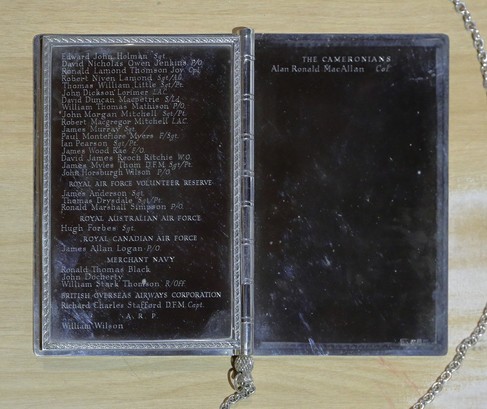 Edward John Holman Sgt.
David Nicholas Owen Jenkins P/O.
Ronald Lamond Thomson Joy Cpl.
Robert Niven Lamond Sgt/
Thomas William Little Sgt/Pt.
John Dickson Lorimer LAC.
David Duncan S/Ld.
William Thomas Mathison P/O.
John Morgan Mitchell Sgt/Pt.
Robert Macgregor Mitchell LAC.
James Murray Sgt.
Paul Montefiore Myers F/Sgt.
Ian Pearson Sgt/Pt.
James Wood Rae F/O.
David James Reoch Ritchie W.O.
James Myles Thom D.F.M. Sgt/Pt.
John Horsburgh Wilson P/O
ROYAL AIR FORCE VOLUNTEER RESERVE
James Anderson Sgt.
Thomas Drysdale Sgt/Pt.
Ronald Marshall Simpson P/O.
ROYAL AUSTRALIAN AIR FORCE
Hugh Forbes Sgt.
ROYAL CANADIAN AIR FORCE
James Allan Logan P/O.
MERCHANT NAVY
Ronald Thomas Black
John Docherty
William Stark Thomson R/Off.
BRITISH OVERSEAS AIRWAYS CORPORATION
Richard Charles Stafford D.F.M. Capt.
A. R. P.
William Wilson
THE CAMERONIANS
Alan Ronald MacAllan Col.